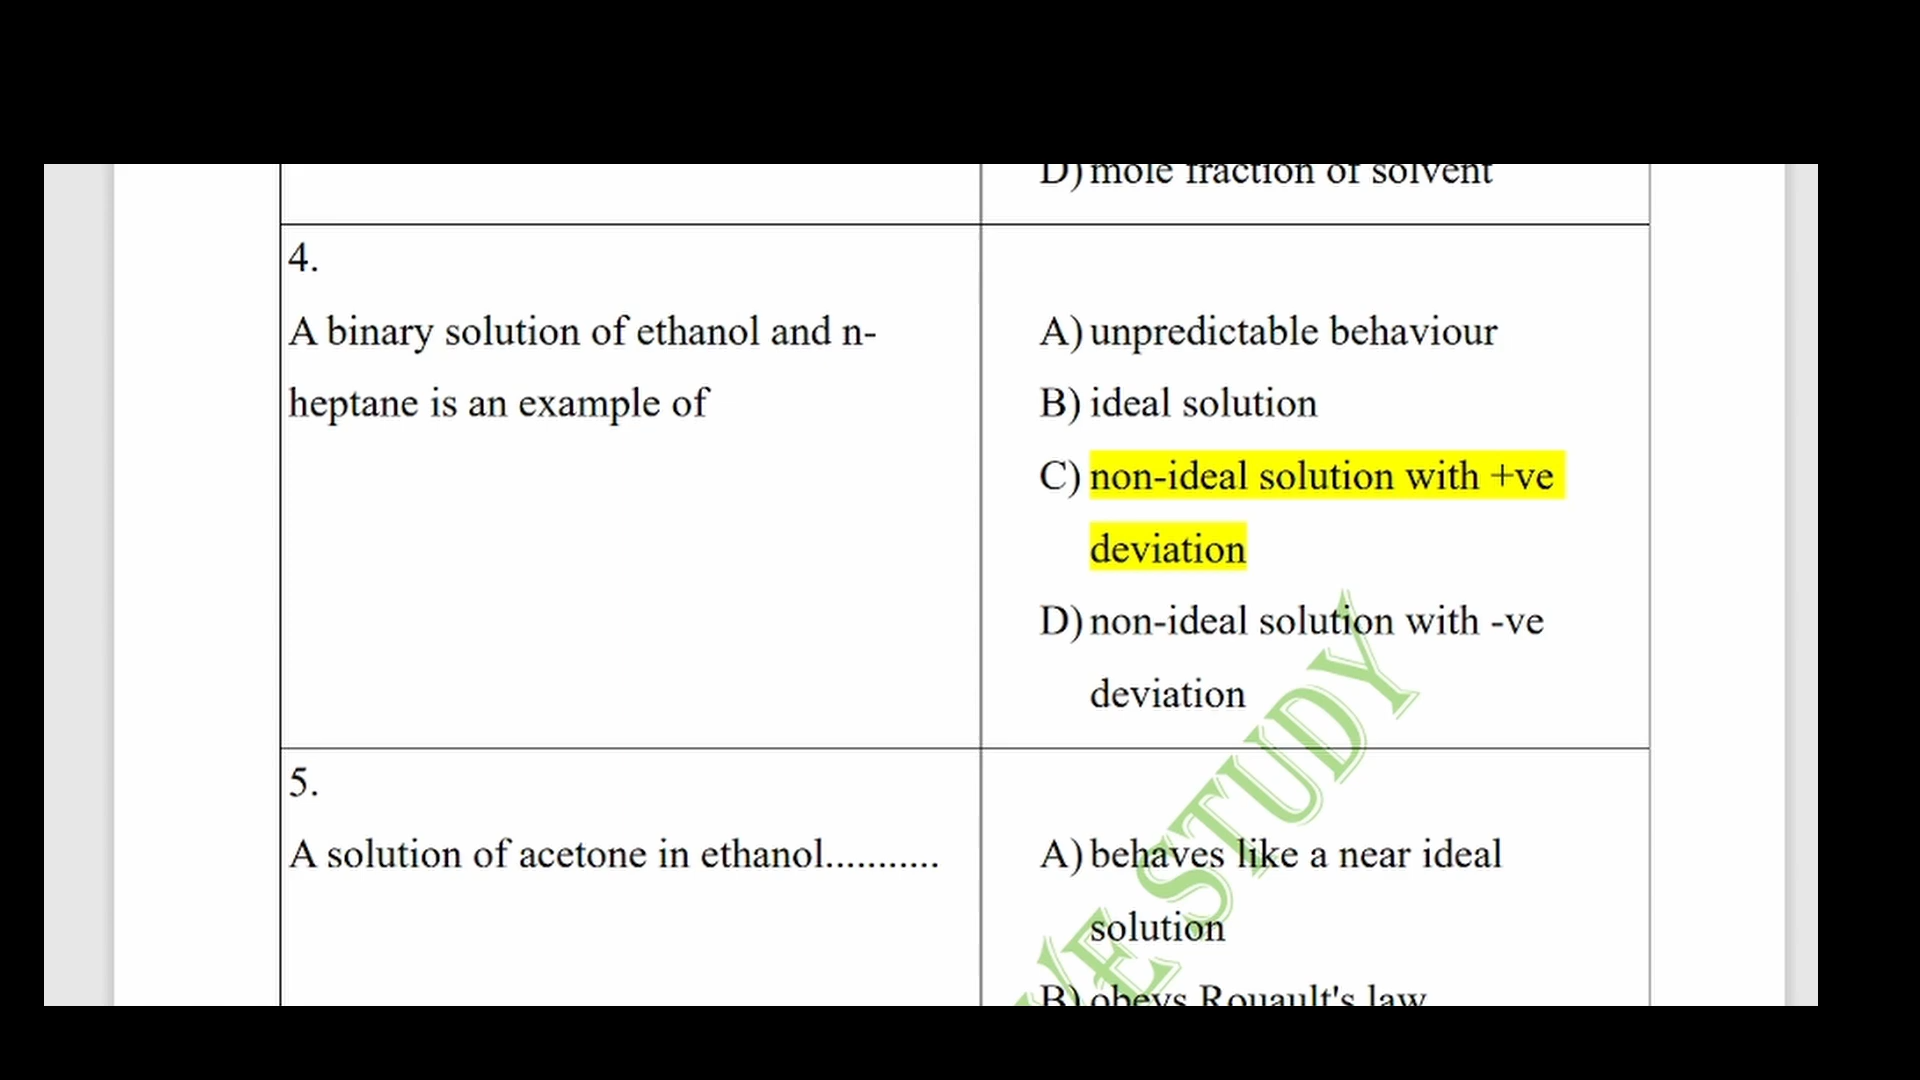 D) mole fraction of solvent
4.
A binary solution of ethanol and n-
heptane is an example of
A) unpredictable behaviour
B) ideal solution
C) non-ideal solution with +ve
deviation
D) non-ideal solution with -ve
deviation
5.
A solution of acetone in ethanol...........
A) behaves like a near ideal
solution
B) obeys Rouault's law
VE STUDY